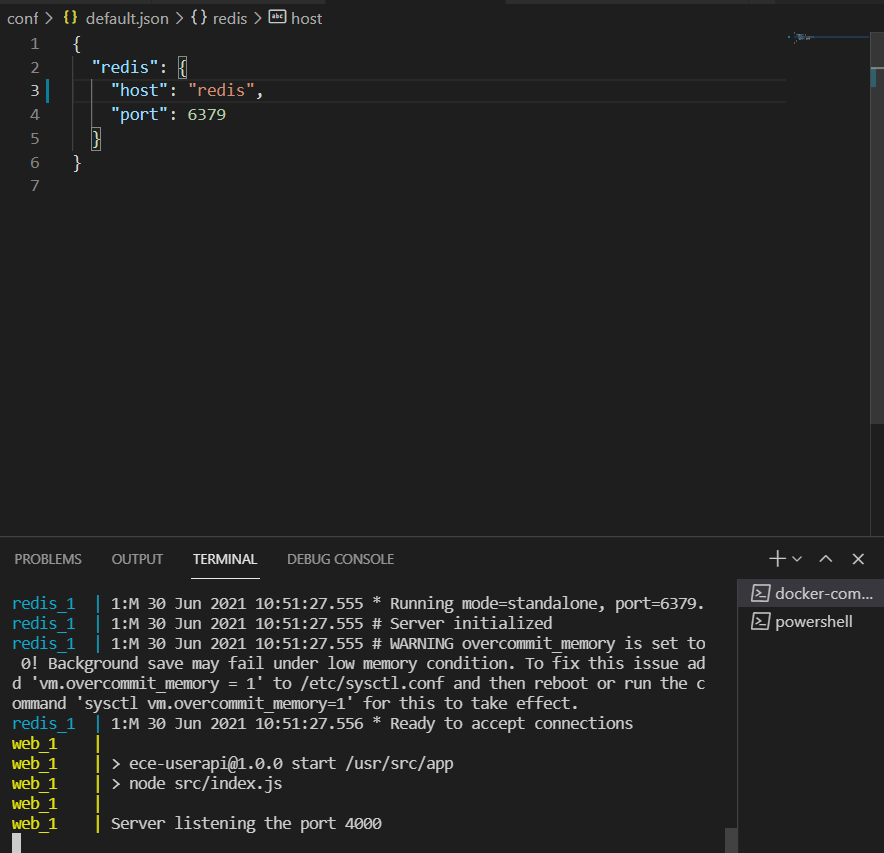 conf > {} default.json > {} redis > abc host
1 {
2 "redis": {
3 "host": "redis",
4 "port": 6379
5 }
6 }
7
PROBLEMS OUTPUT TERMINAL DEBUG CONSOLE
redis_1 | 1:M 30 Jun 2021 10:51:27.555 * Running mode=standalone, port=6379.
redis_1 | 1:M 30 Jun 2021 10:51:27.555 # Server initialized
redis_1 | 1:M 30 Jun 2021 10:51:27.555 # WARNING overcommit_memory is set to
0! Background save may fail under low memory condition. To fix this issue ad
d 'vm.overcommit_memory = 1' to /etc/sysctl.conf and then reboot or run the c
ommand 'sysctl vm.overcommit_memory=1' for this to take effect.
redis_1 | 1:M 30 Jun 2021 10:51:27.556 * Ready to accept connections
web_1 |
web_1 | > ece-userapi@1.0.0 start /usr/src/app
web_1 | > node src/index.js
web_1 |
web_1 | Server listening the port 4000
docker-com...
powershell